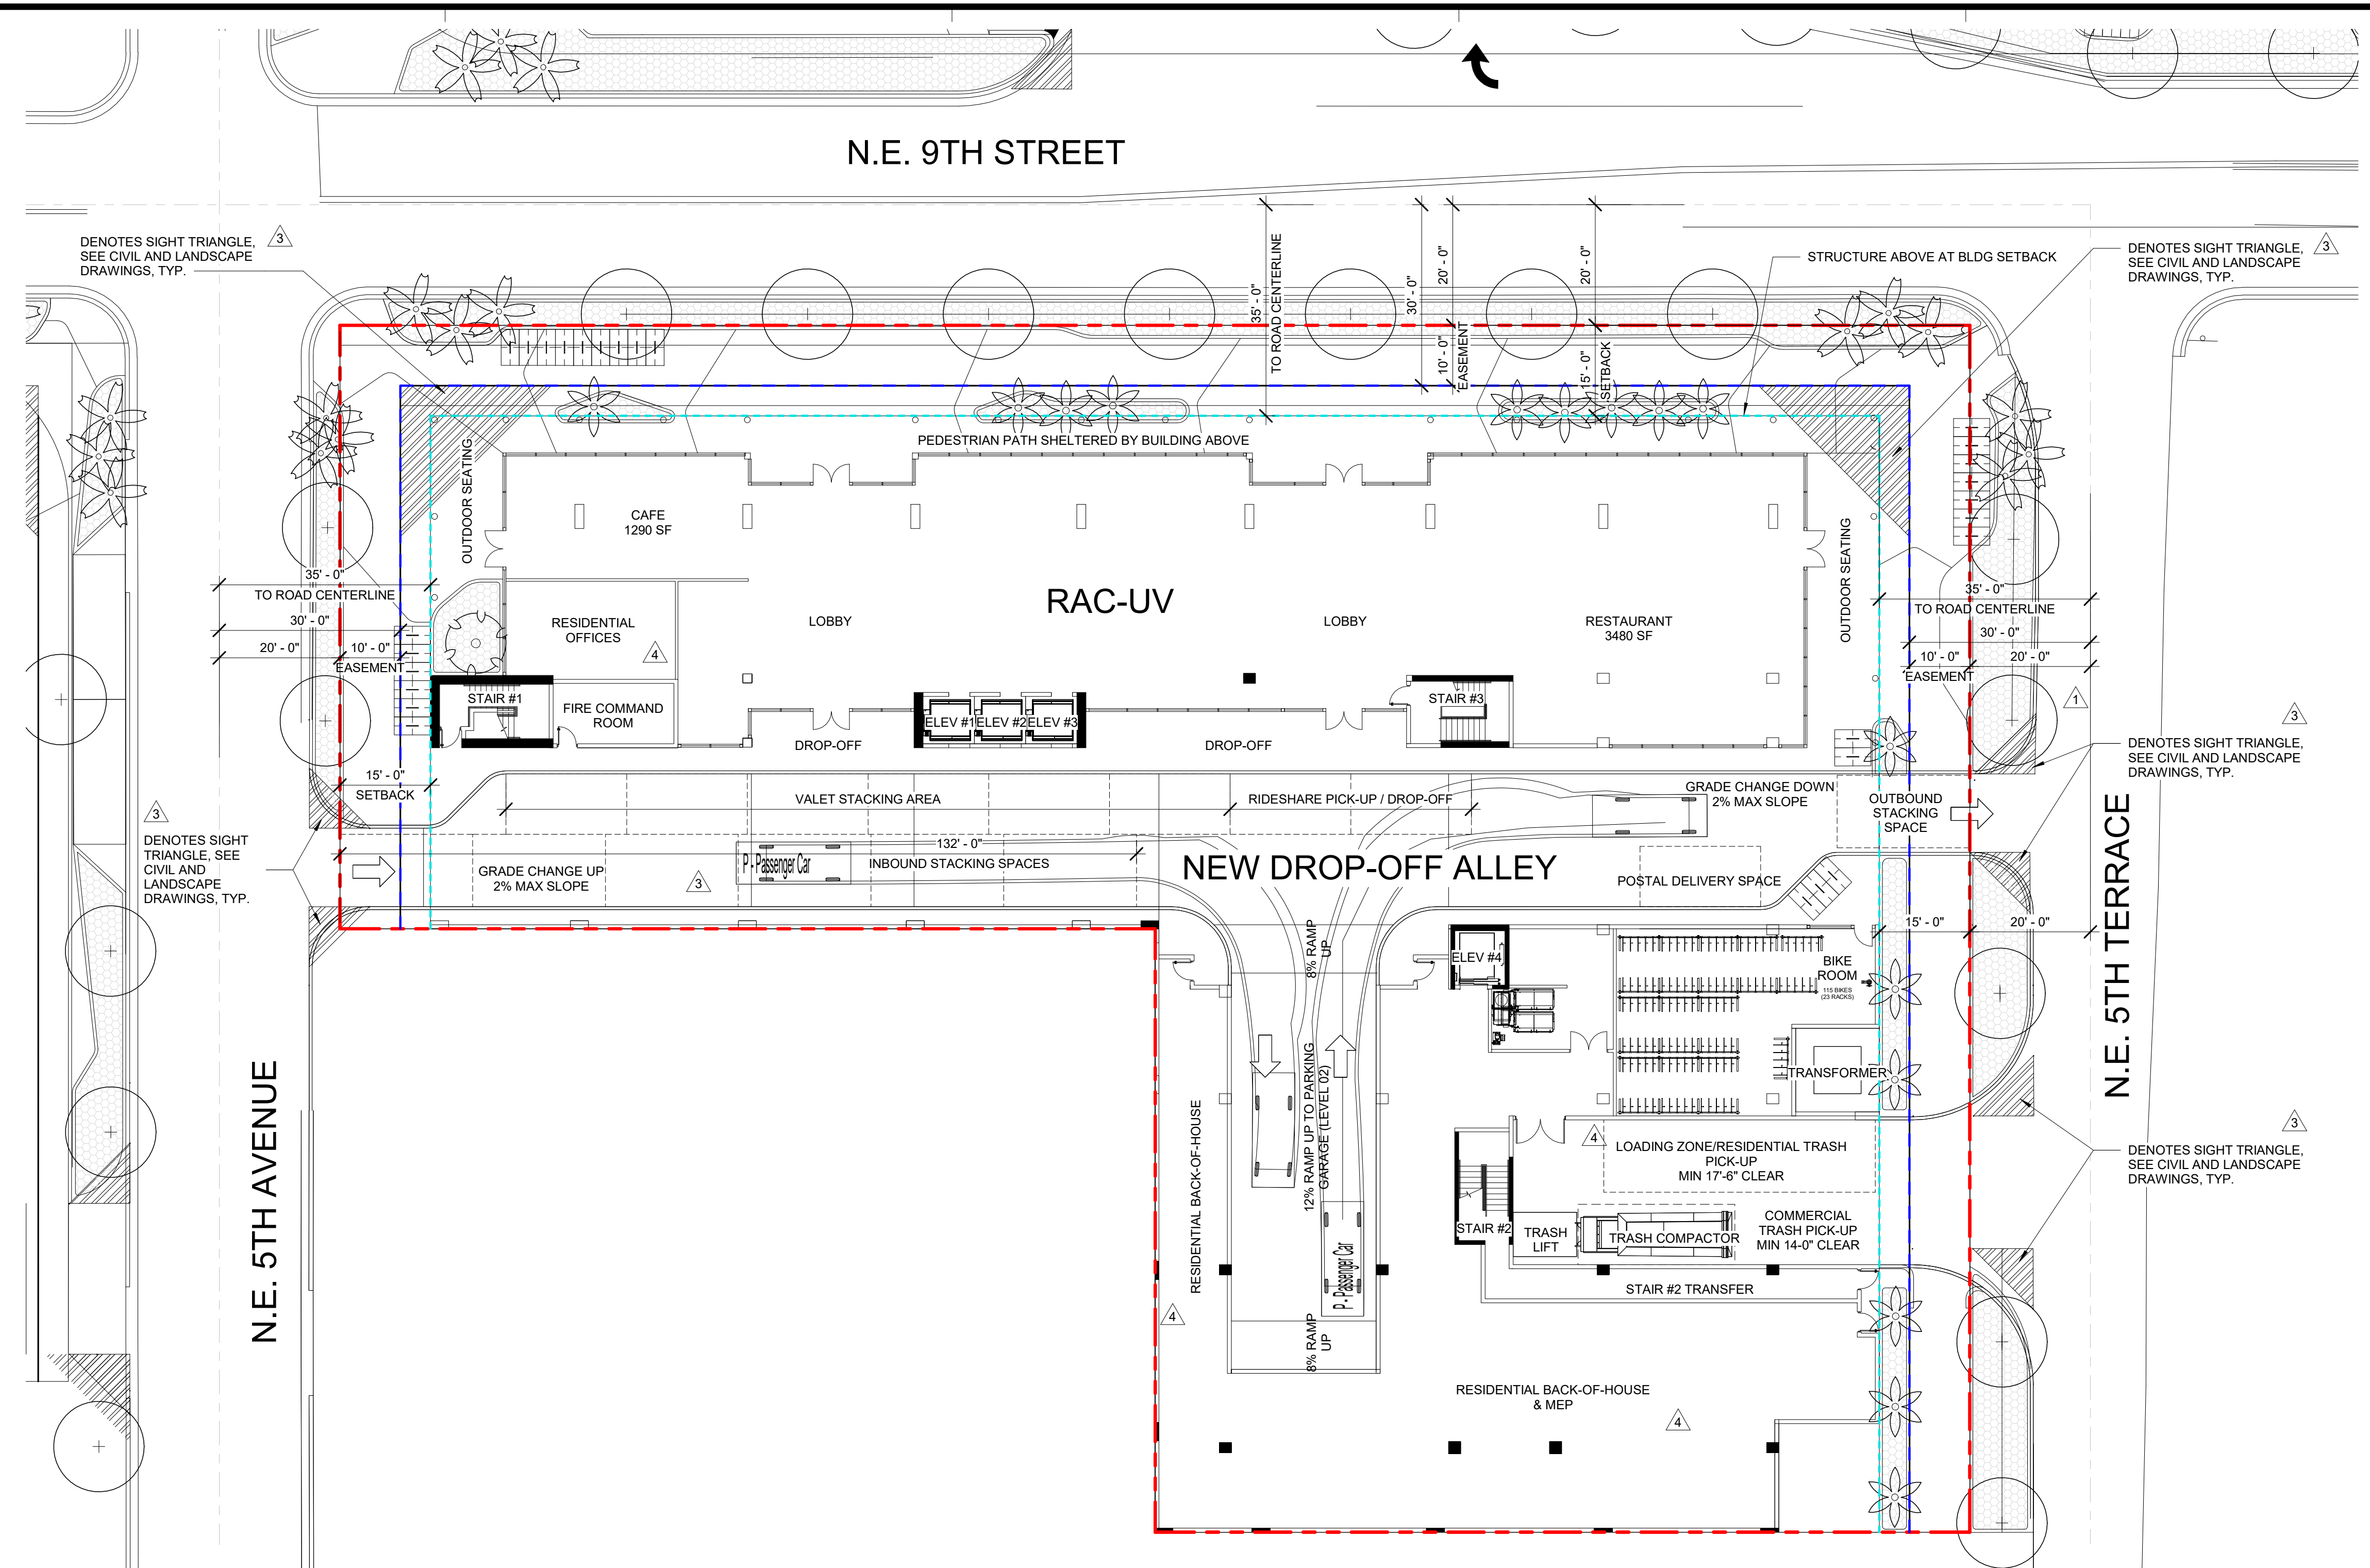 N.E. 9TH STREET
DENOTES SIGHT TRIANGLE,
SEE CIVIL AND LANDSCAPE
DRAWINGS, TYP.
3
35' - 0"
TO ROAD CENTERLINE
30' - 0"
20' - 0"
10' - 0"
EASEMENT
20' - 0"
15' - 0"
SETBACK
STRUCTURE ABOVE AT BLDG SETBACK
DENOTES SIGHT TRIANGLE,
SEE CIVIL AND LANDSCAPE
DRAWINGS, TYP.
3
PEDESTRIAN PATH SHELTERED BY BUILDING ABOVE
OUTDOOR SEATING
CAFE
1290 SF
OUTDOOR SEATING
35' - 0"
TO ROAD CENTERLINE
30' - 0"
20' - 0"
10' - 0"
EASEMENT
RESIDENTIAL
OFFICES
4
LOBBY
RAC-UV
LOBBY
RESTAURANT
3480 SF
35' - 0"
TO ROAD CENTERLINE
30' - 0"
10' - 0"
20' - 0"
EASEMENT
1
STAIR #1
FIRE COMMAND
ROOM
ELEV #1
ELEV #2
ELEV #3
STAIR #3
DROP-OFF
DROP-OFF
3
DENOTES SIGHT TRIANGLE,
SEE CIVIL AND LANDSCAPE
DRAWINGS, TYP.
15' - 0"
SETBACK
VALET STACKING AREA
RIDESHARE PICK-UP / DROP-OFF
GRADE CHANGE DOWN
2% MAX SLOPE
OUTBOUND
STACKING
SPACE
3
DENOTES SIGHT
TRIANGLE, SEE
CIVIL AND
LANDSCAPE
DRAWINGS, TYP.
132' - 0"
P - Passenger Car
INBOUND STACKING SPACES
GRADE CHANGE UP
2% MAX SLOPE
3
NEW DROP-OFF ALLEY
POSTAL DELIVERY SPACE
15' - 0"
20' - 0"
N.E. 5TH TERRACE
8% RAMP
UP
ELEV #4
BIKE
ROOM
115 BIKES
(23 RACKS)
TRANSFORMER
N.E. 5TH AVENUE
RESIDENTIAL BACK-OF-HOUSE
12% RAMP UP TO PARKING
GARAGE (LEVEL 02)
4
LOADING ZONE/RESIDENTIAL TRASH
PICK-UP
MIN 17'-6" CLEAR
3
DENOTES SIGHT TRIANGLE,
SEE CIVIL AND LANDSCAPE
DRAWINGS, TYP.
STAIR #2
TRASH
LIFT
TRASH COMPACTOR
COMMERCIAL
TRASH PICK-UP
MIN 14-0" CLEAR
P - Passenger Car
STAIR #2 TRANSFER
4
8% RAMP
UP
RESIDENTIAL BACK-OF-HOUSE
& MEP
4